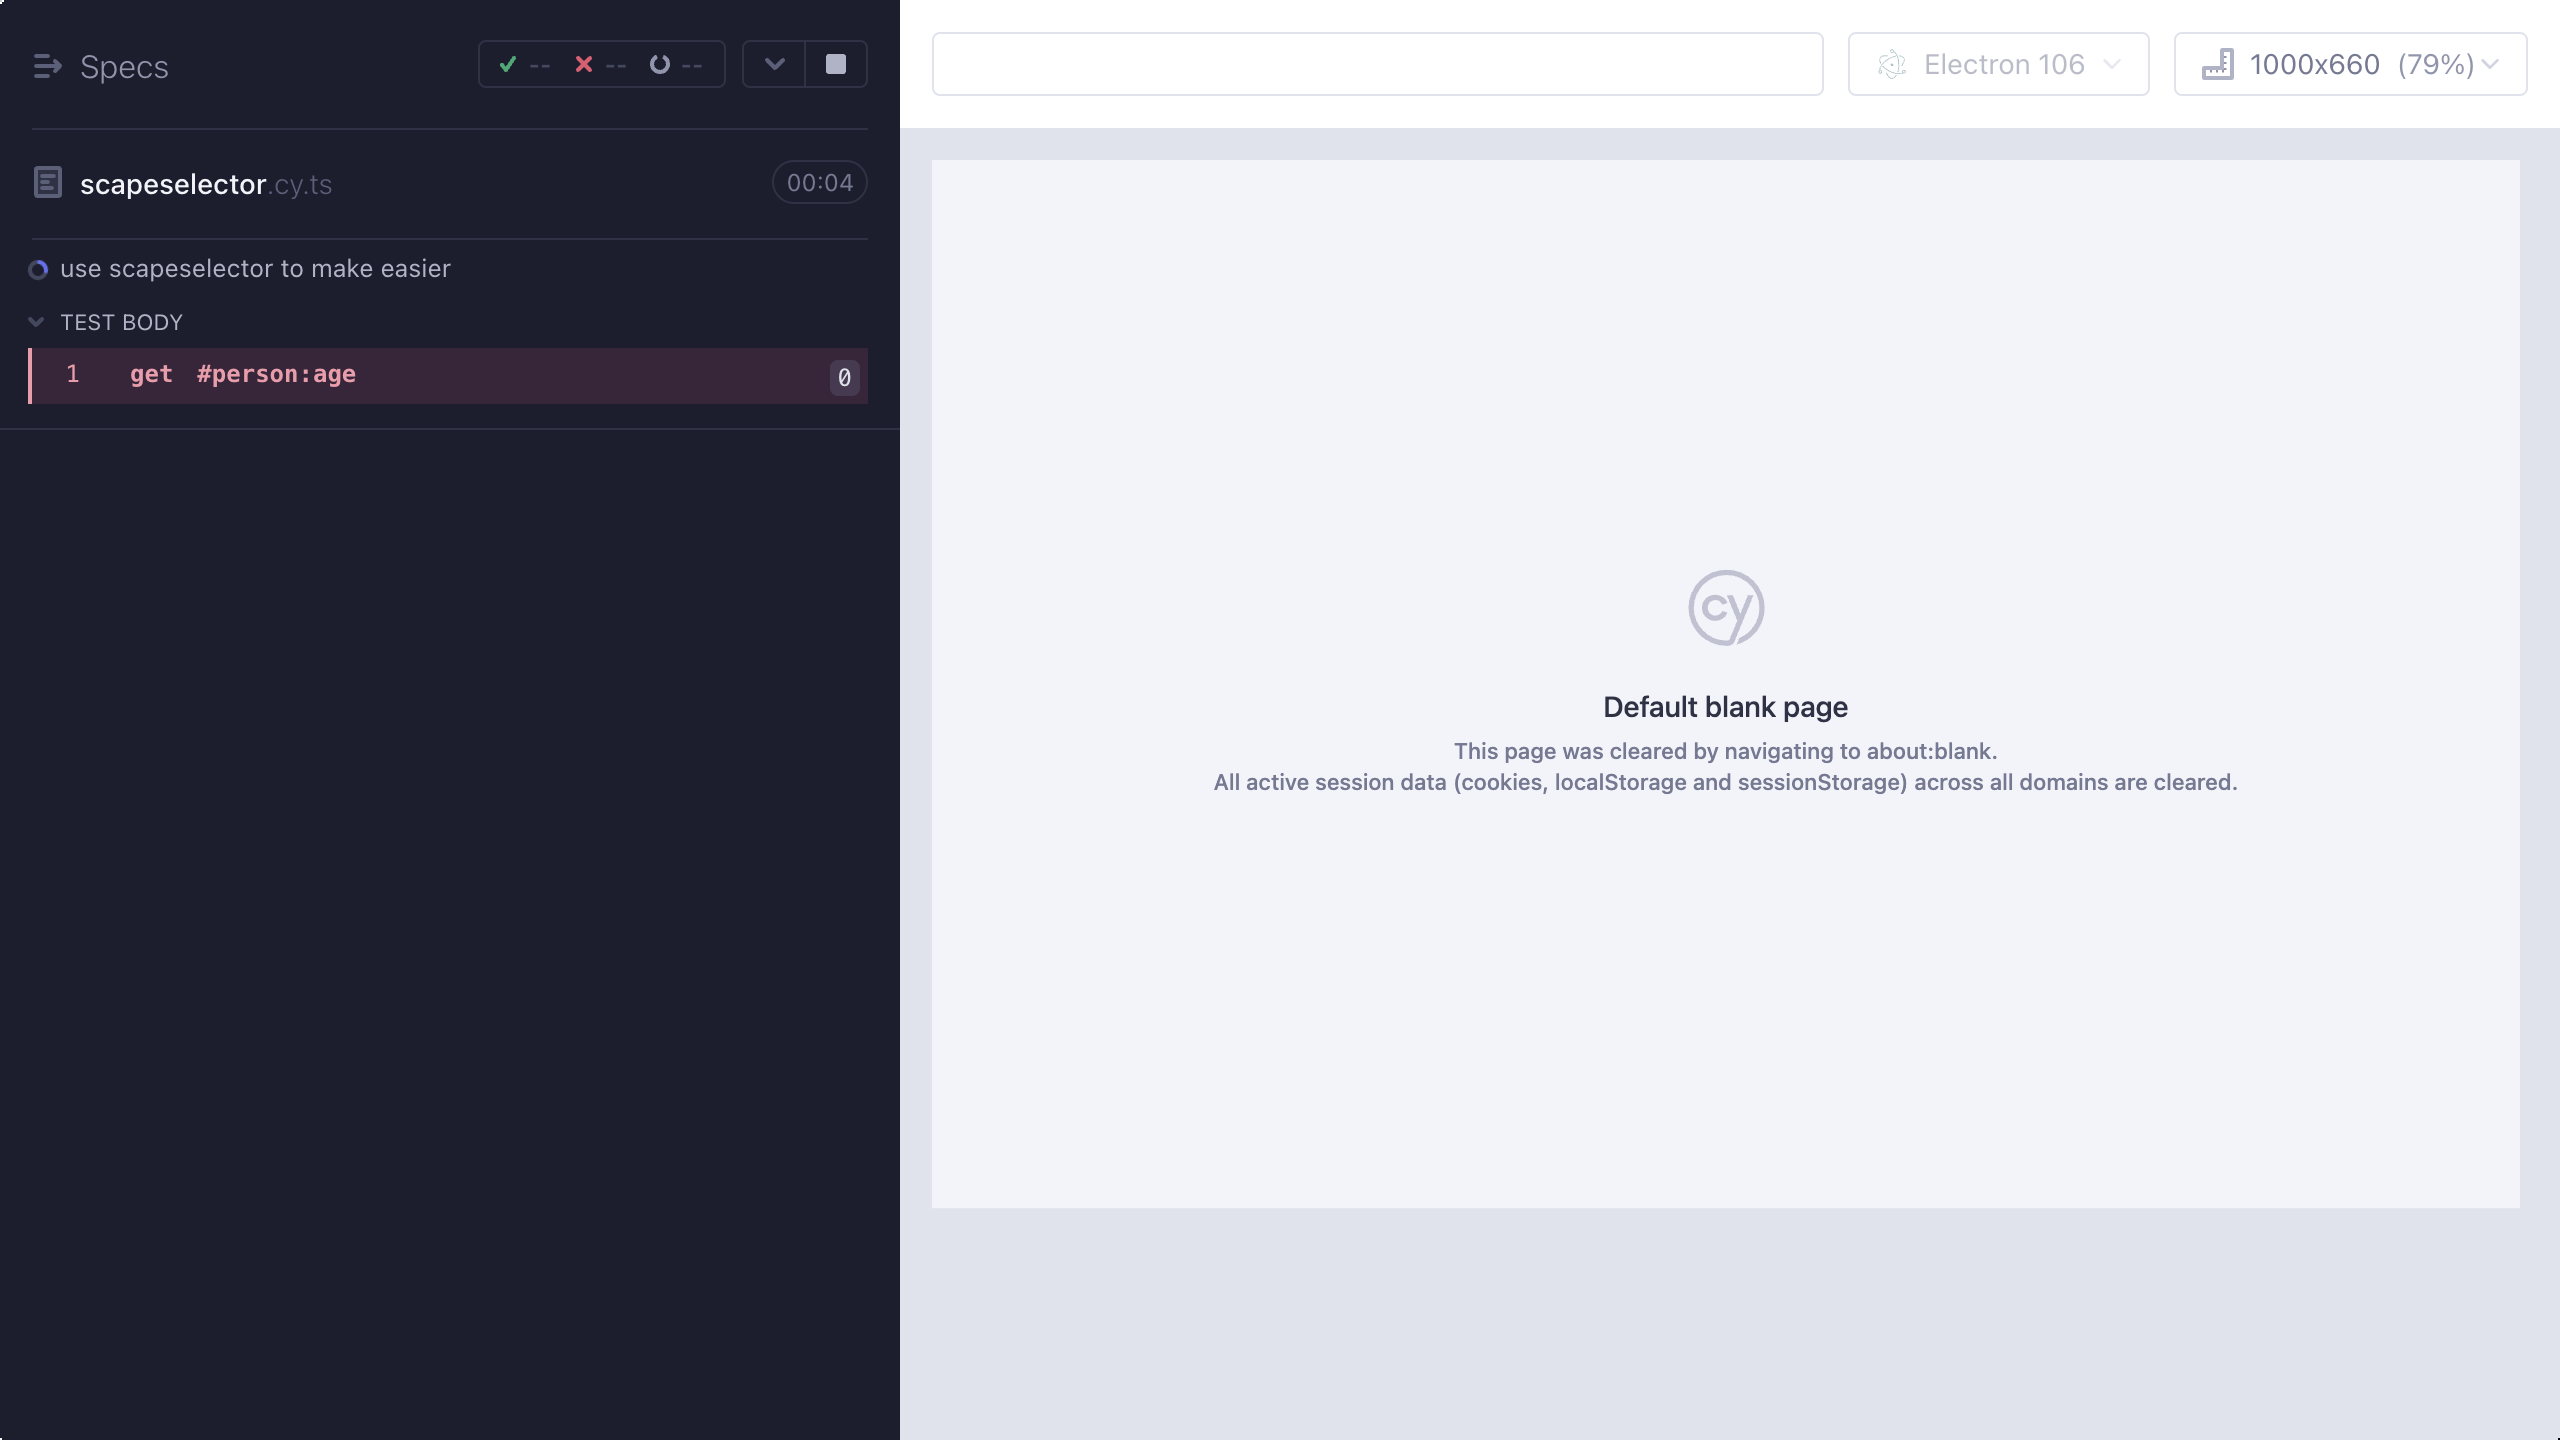 Specs
-- -- --
Electron 106
1000x660 (79%)
scapeselector.cy.ts
00:04
use scapeselector to make easier
TEST BODY
1 get #person:age 0
cy
Default blank page
This page was cleared by navigating to about:blank.
All active session data (cookies, localStorage and sessionStorage) across all domains are cleared.